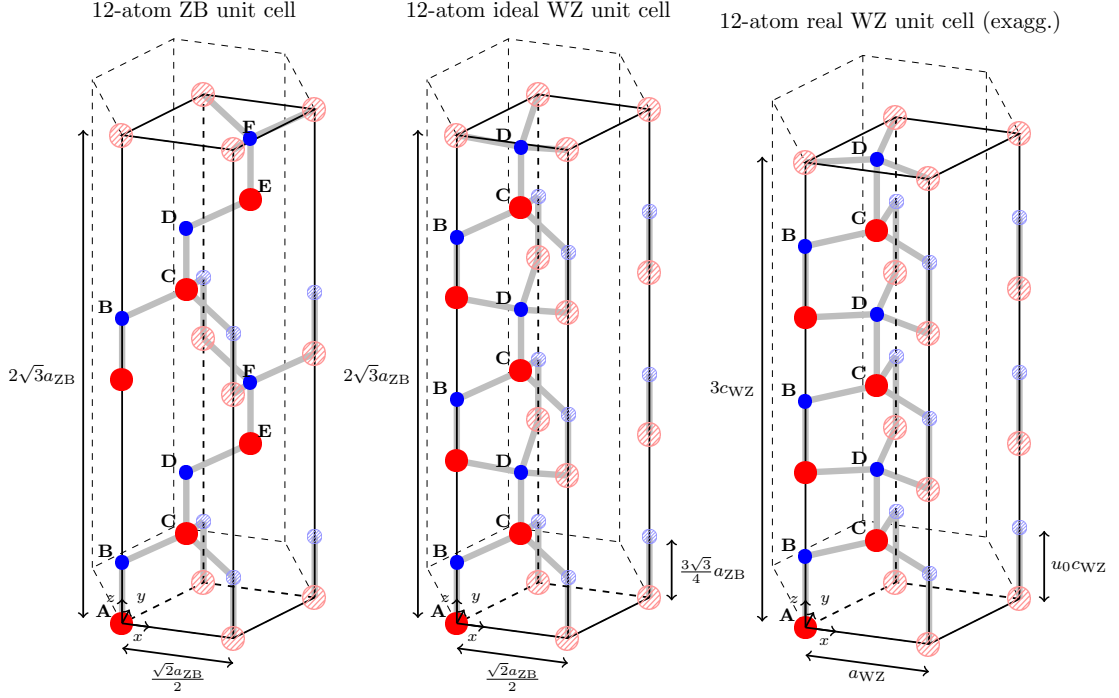 12-atom ZB unit cell
12-atom ideal WZ unit cell
12-atom real WZ unit cell (exagg.)
F
E
D
C
B
F
E
D
C
B
A
z
y
x
2√3a_ZB
√2a_ZB/2
D
C
B
D
C
B
D
C
B
A
z
y
x
2√3a_ZB
3√3/4 a_ZB
√2a_ZB/2
D
C
B
D
C
B
D
C
B
A
z
y
x
3c_WZ
u_0c_WZ
a_WZ